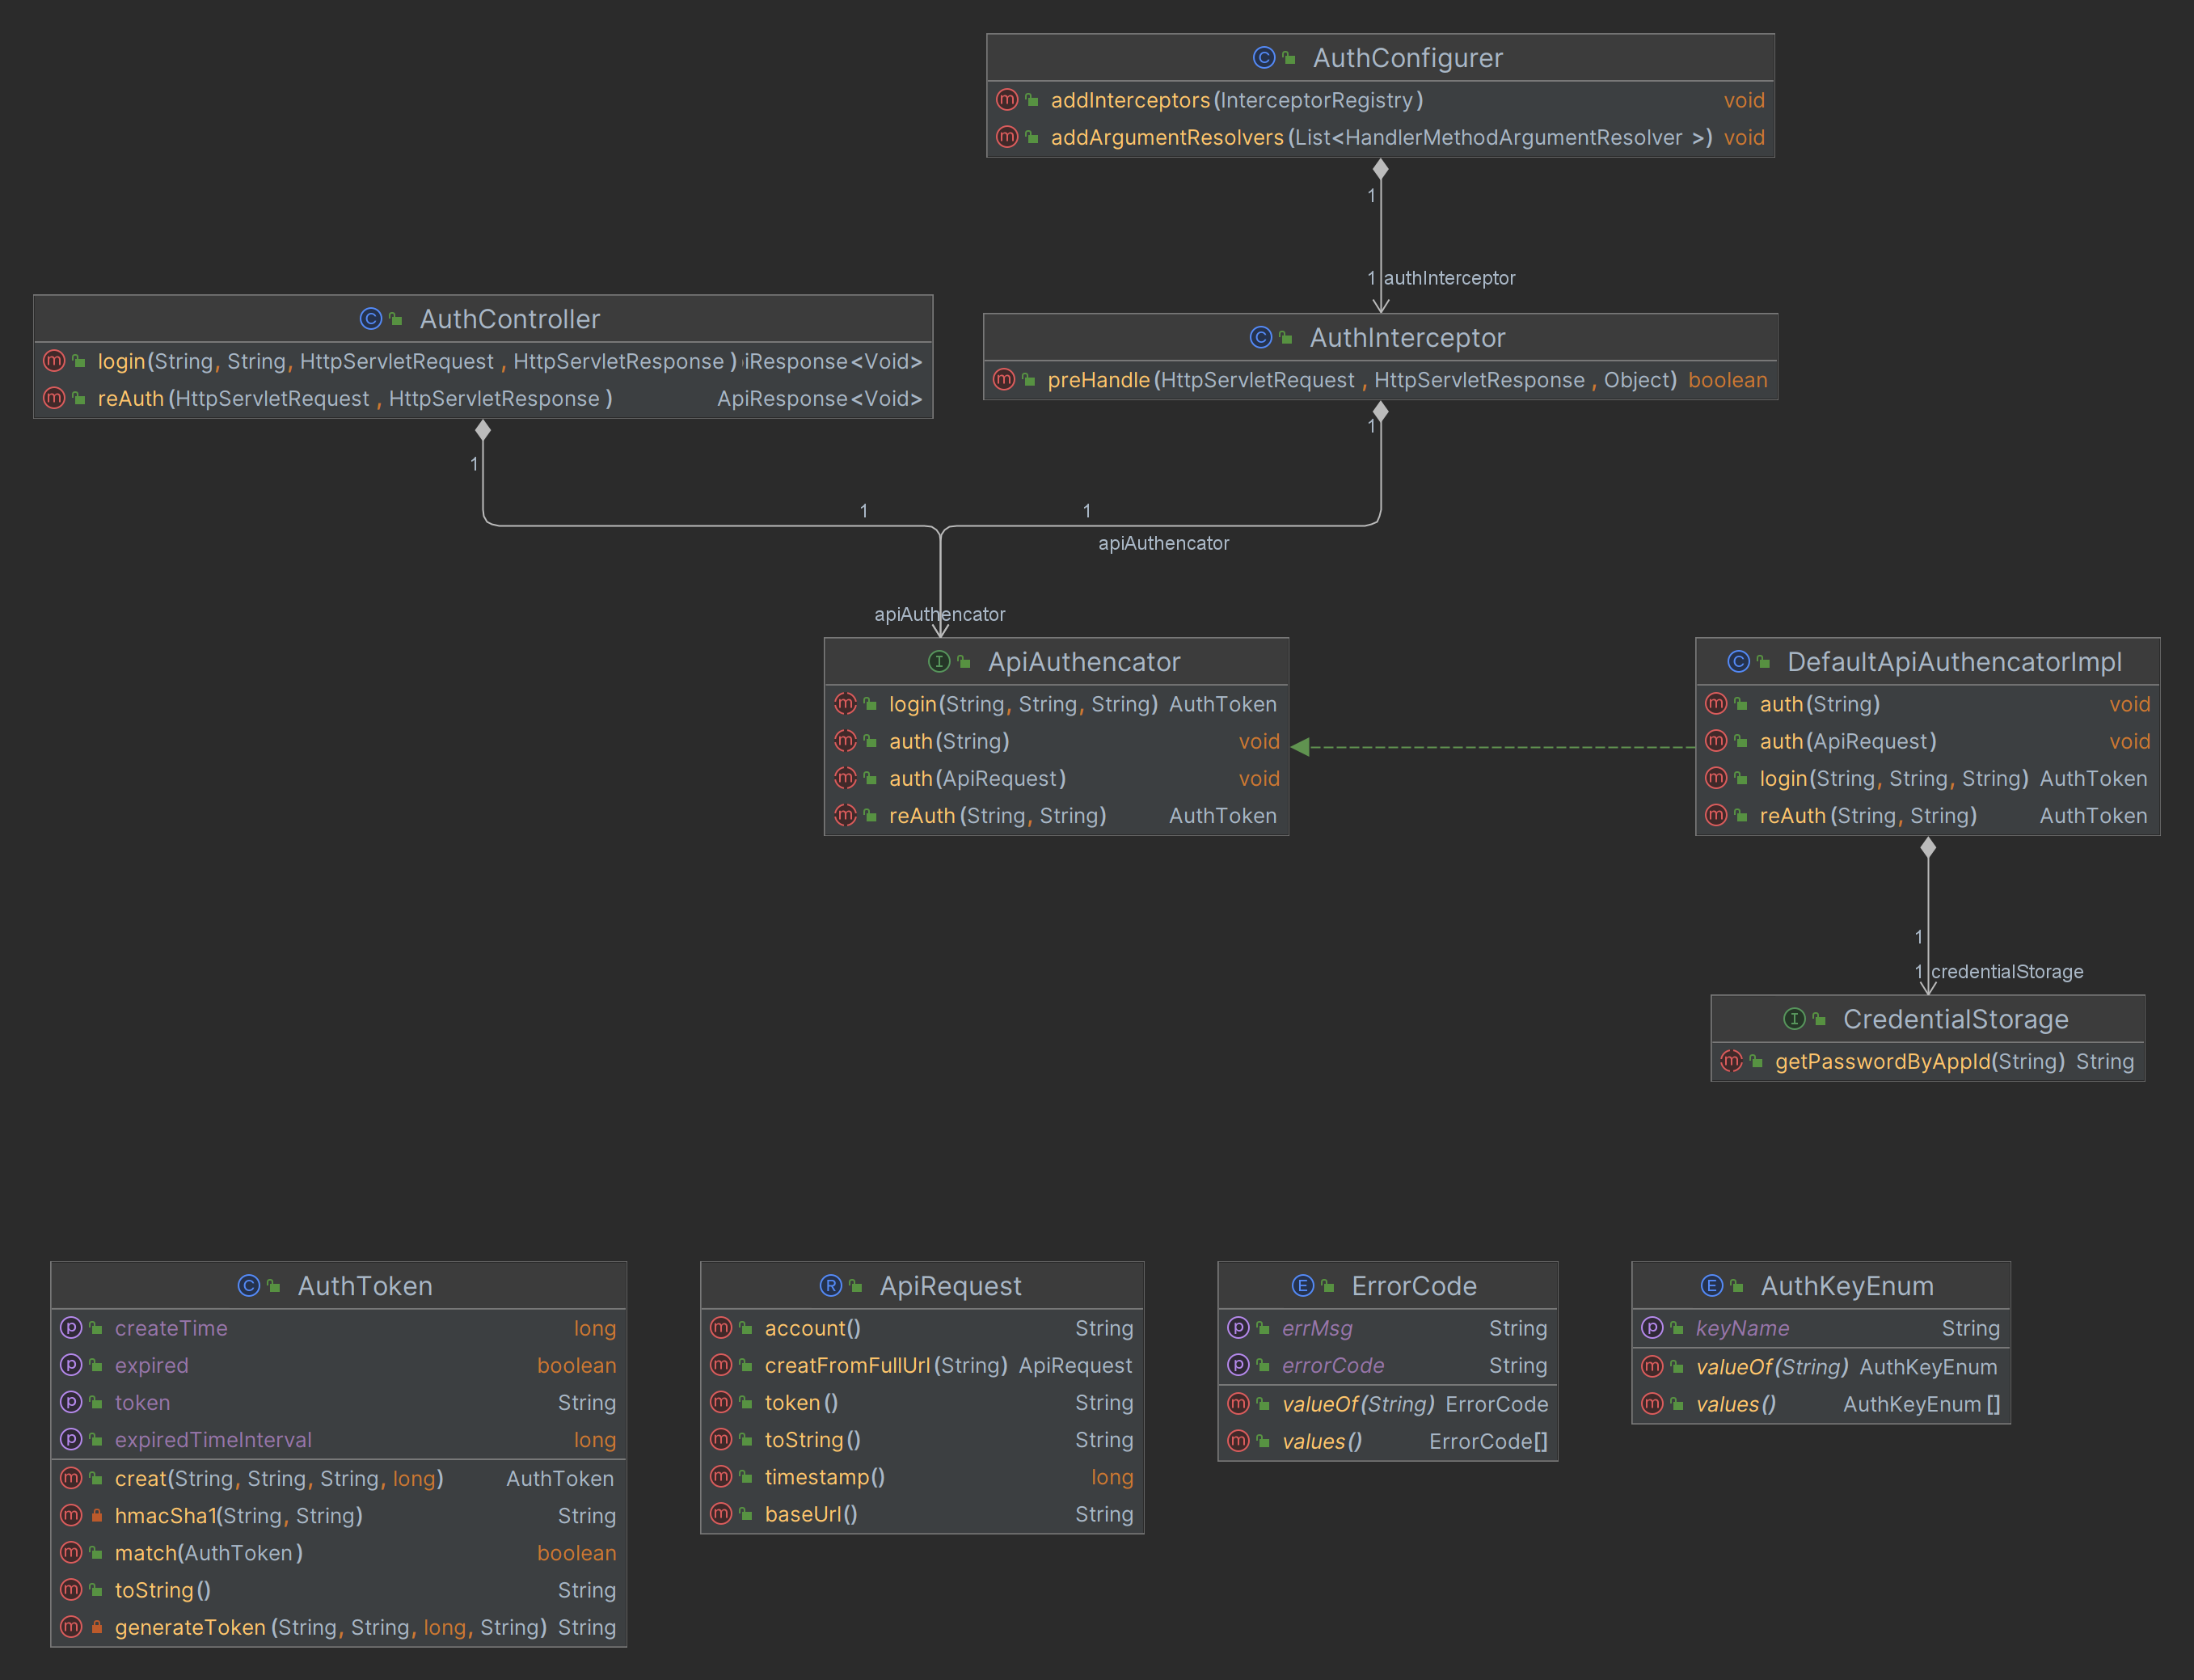 AuthConfigurer
addInterceptors(InterceptorRegistry) void
addArgumentResolvers(List<HandlerMethodArgumentResolver >) void
1
1 authInterceptor
AuthController
login(String, String, HttpServletRequest , HttpServletResponse ) iResponse<Void>
reAuth(HttpServletRequest , HttpServletResponse ) ApiResponse<Void>
AuthInterceptor
preHandle(HttpServletRequest , HttpServletResponse , Object) boolean
1
1
1
1
apiAuthencator
apiAuthencator
ApiAuthencator
login(String, String, String) AuthToken
auth(String) void
auth(ApiRequest) void
reAuth(String, String) AuthToken
DefaultApiAuthencatorImpl
auth(String) void
auth(ApiRequest) void
login(String, String, String) AuthToken
reAuth(String, String) AuthToken
1
1 credentialStorage
CredentialStorage
getPasswordByAppId(String) String
AuthToken
createTime long
expired boolean
token String
expiredTimeInterval long
creat(String, String, String, long) AuthToken
hmacSha1(String, String) String
match(AuthToken) boolean
toString() String
generateToken(String, String, long, String) String
ApiRequest
account() String
creatFromFullUrl(String) ApiRequest
token() String
toString() String
timestamp() long
baseUrl() String
ErrorCode
errMsg String
errorCode String
valueOf(String) ErrorCode
values() ErrorCode[]
AuthKeyEnum
keyName String
valueOf(String) AuthKeyEnum
values() AuthKeyEnum []